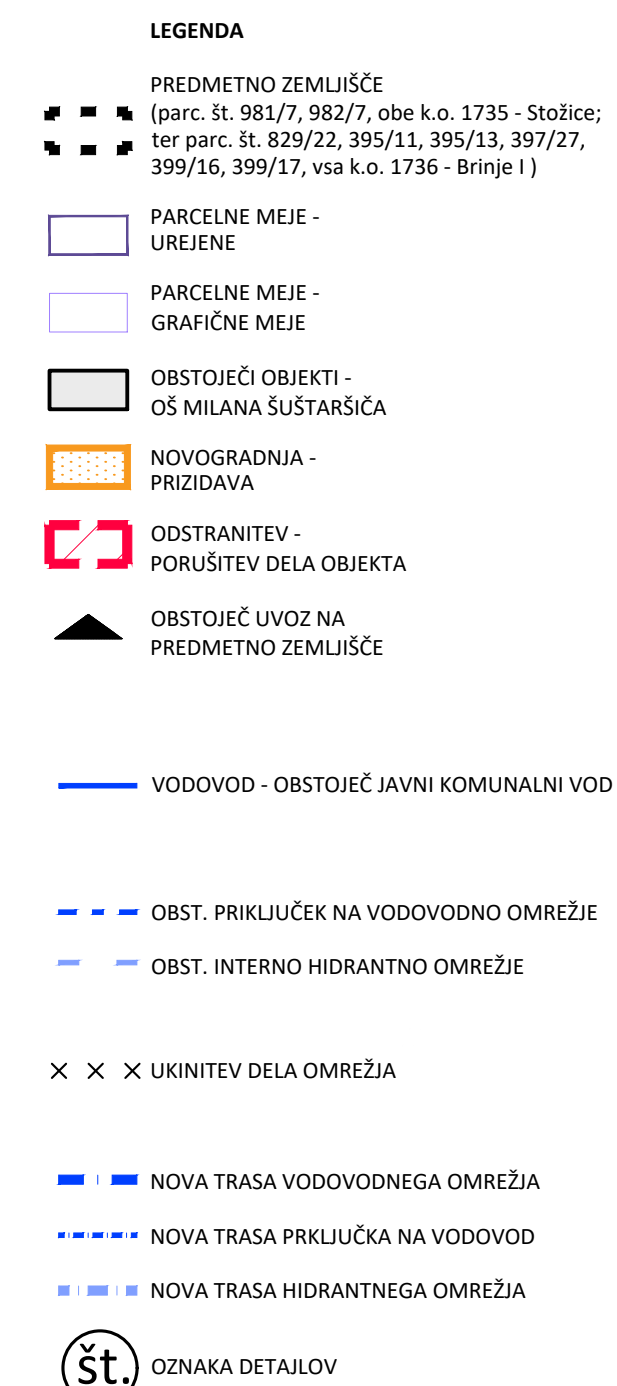 LEGENDA
PREDMETNO ZEMLJIŠČE
(parc. št. 981/7, 982/7, obe k.o. 1735 - Stožice;
ter parc. št. 829/22, 395/11, 395/13, 397/27,
399/16, 399/17, vsa k.o. 1736 - Brinje I )
PARCELNE MEJE -
UREJENE
PARCELNE MEJE -
GRAFIČNE MEJE
OBSTOJEČI OBJEKTI -
OŠ MILANA ŠUŠTARŠIČA
NOVOGRADNJA -
PRIZIDAVA
ODSTRANITEV -
PORUŠITEV DELA OBJEKTA
OBSTOJEČ UVOZ NA
PREDMETNO ZEMLJIŠČE
VODOVOD - OBSTOJEČ JAVNI KOMUNALNI VOD
OBST. PRIKLJUČEK NA VODOVODNO OMREŽJE
OBST. INTERNO HIDRANTNO OMREŽJE
UKINITEV DELA OMREŽJA
NOVA TRASA VODOVODNEGA OMREŽJA
NOVA TRASA PRKLJUČKA NA VODOVOD
NOVA TRASA HIDRANTNEGA OMREŽJA
št. OZNAKA DETAJLOV